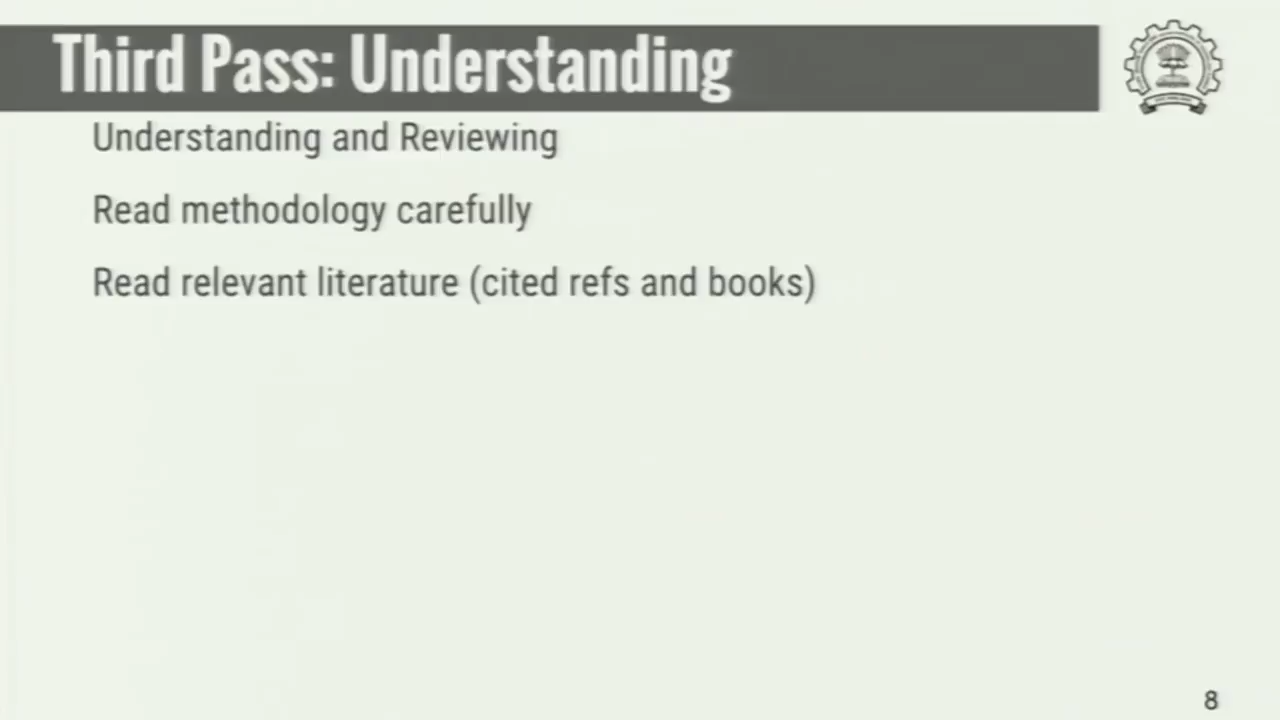 Third Pass: Understanding
Understanding and Reviewing
Read methodology carefully
Read relevant literature (cited refs and books)
8